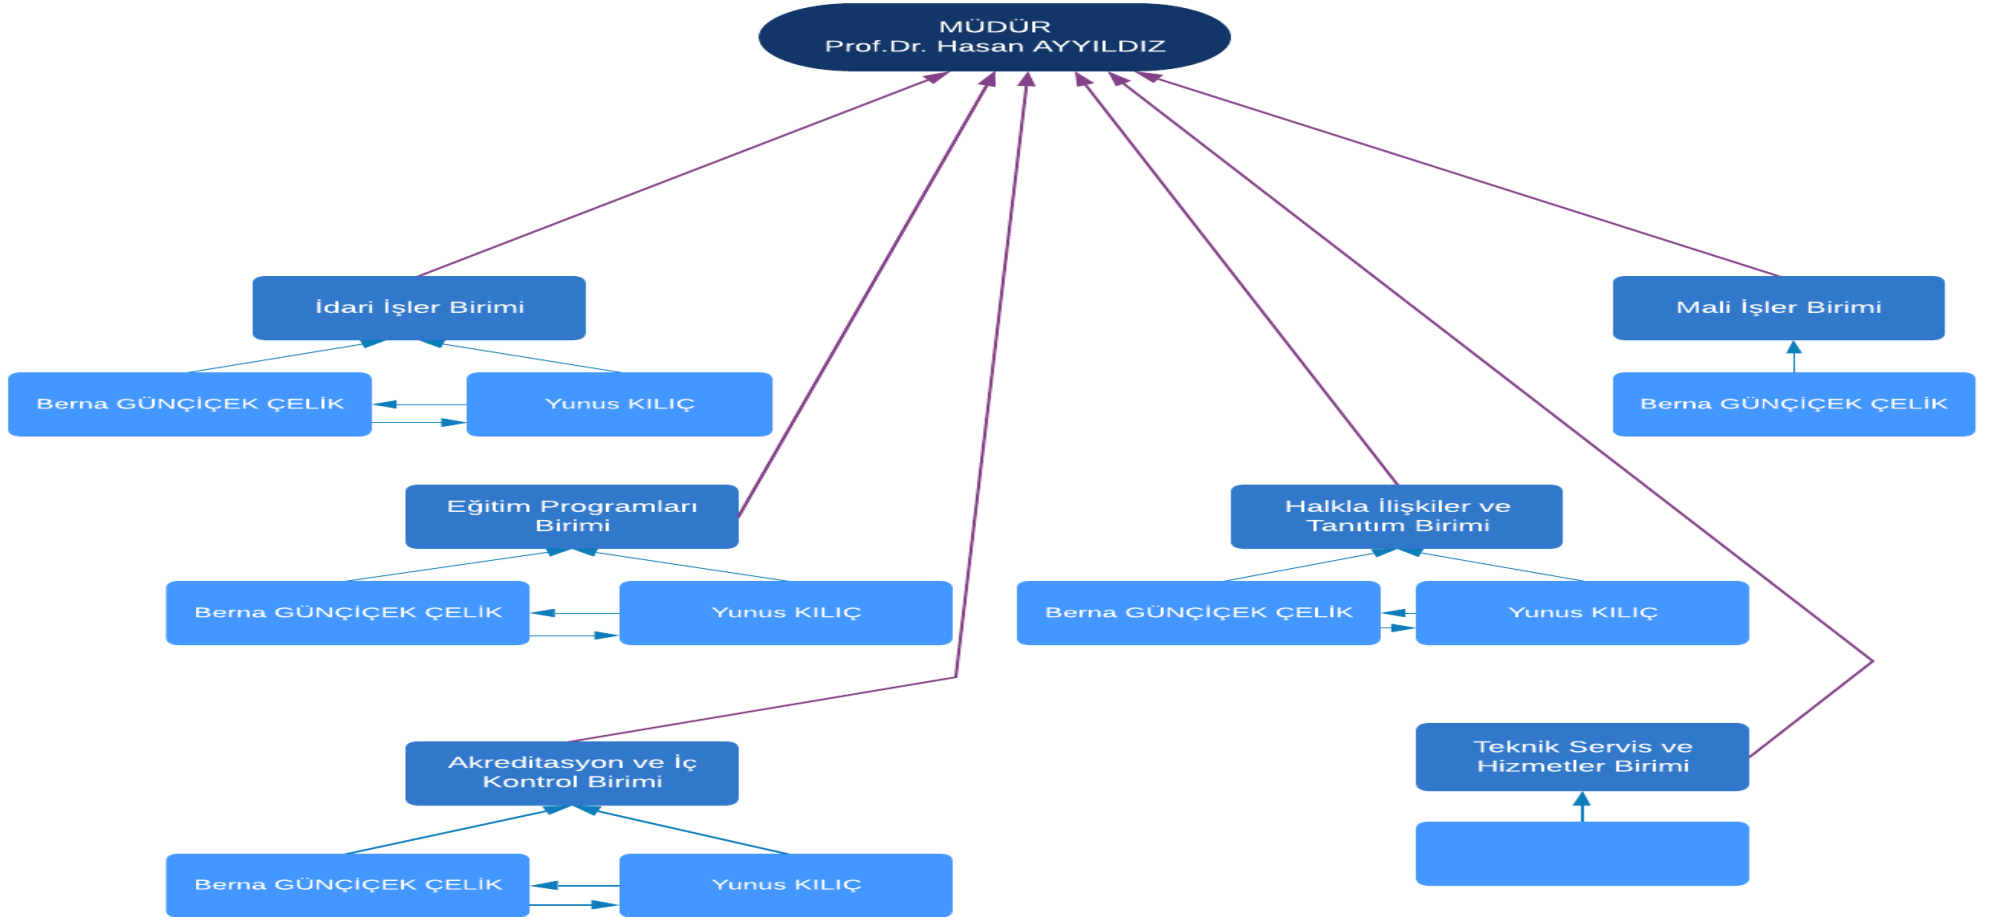 MÜDÜR
Prof.Dr. Hasan AYYILDIZ
İdari İşler Birimi
Mali İşler Birimi
Berna GÜNÇİÇEK ÇELİK
Yunus KILIÇ
Berna GÜNÇİÇEK ÇELİK
Eğitim Programları
Birimi
Halkla İlişkiler ve
Tanıtım Birimi
Berna GÜNÇİÇEK ÇELİK
Yunus KILIÇ
Berna GÜNÇİÇEK ÇELİK
Yunus KILIÇ
Akreditasyon ve İç
Kontrol Birimi
Teknik Servis ve
Hizmetler Birimi
Berna GÜNÇİÇEK ÇELİK
Yunus KILIÇ